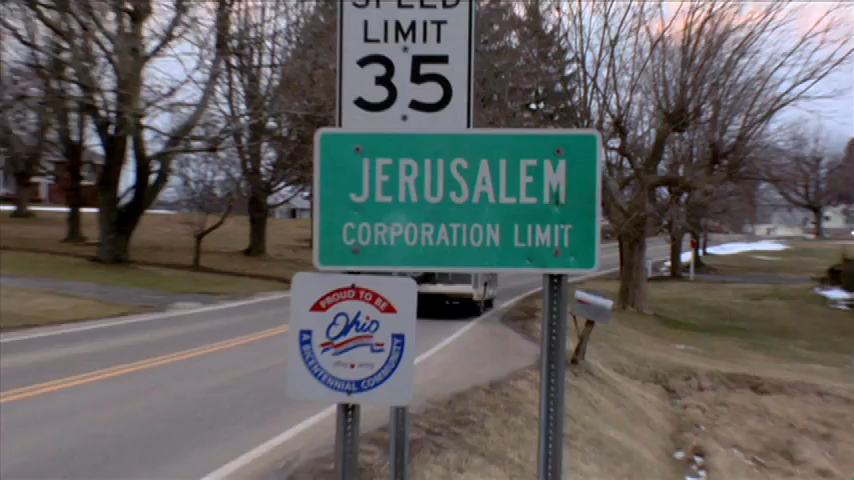 SPEED
LIMIT
35
JERUSALEM
CORPORATION LIMIT
PROUD TO BE
Ohio
A BICENTENNIAL COMMUNITY